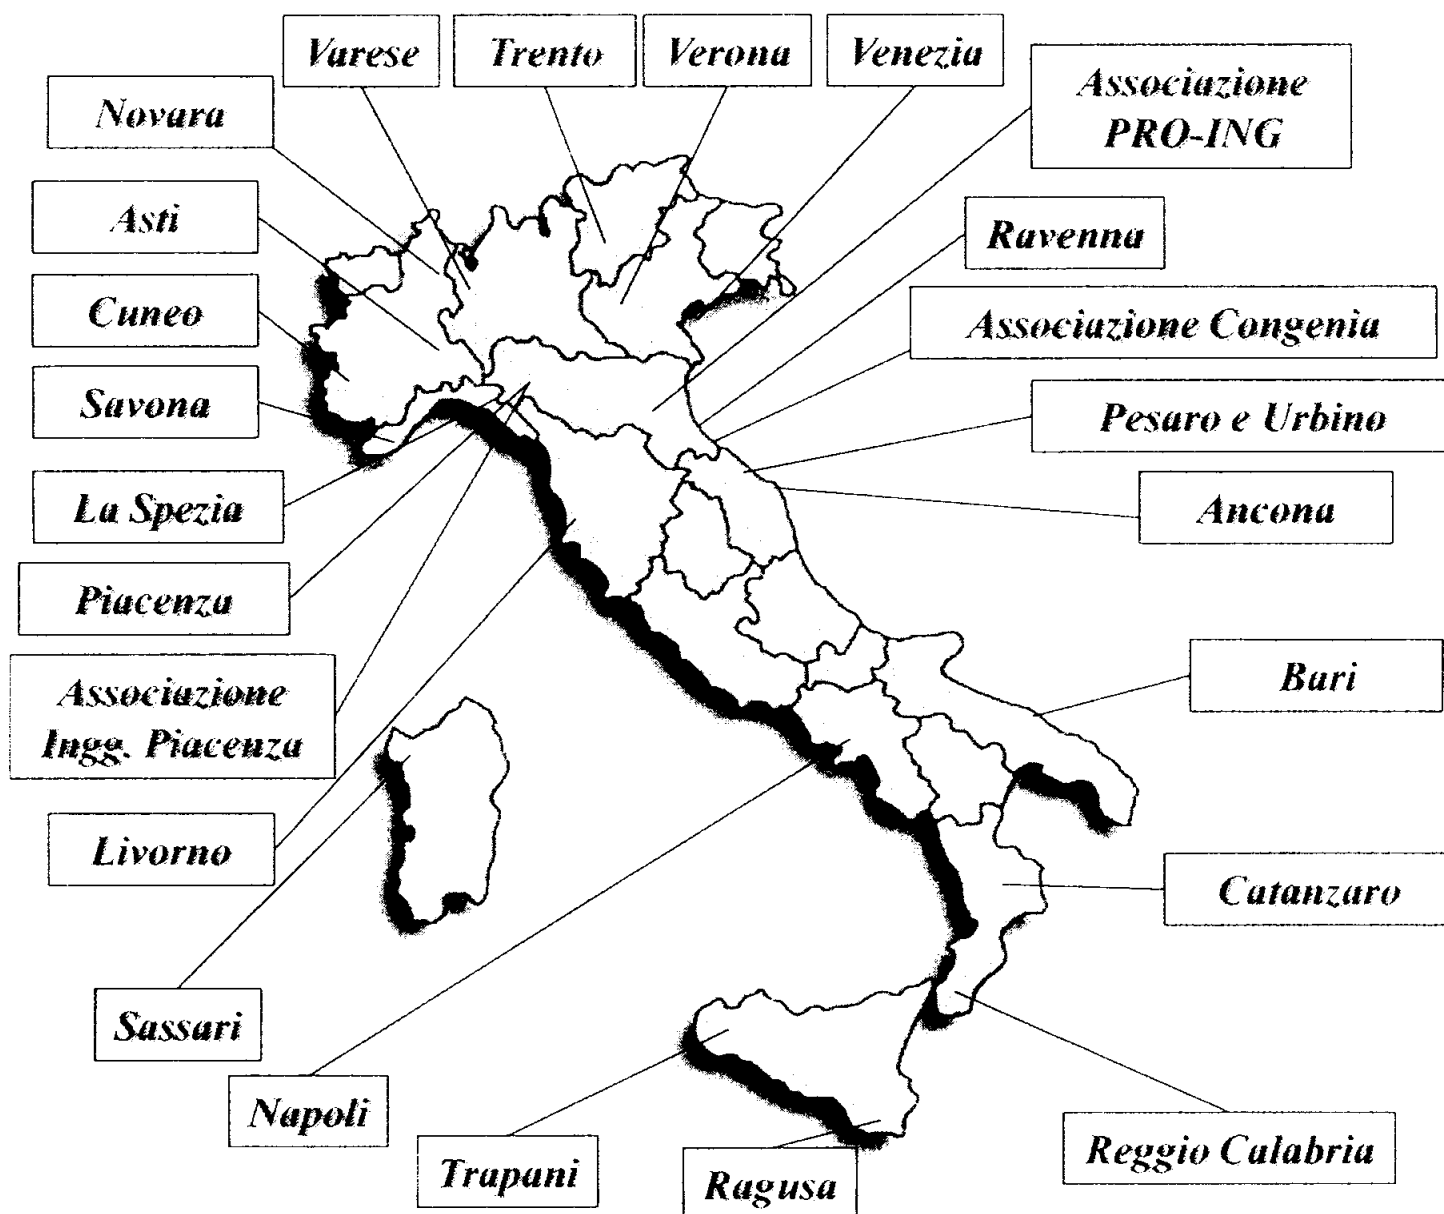 Varese
Trento
Verona
Venezia
Associazione
PRO-ING
Novara
Asti
Ravenna
Cuneo
Associazione Congenia
Savona
Pesaro e Urbino
La Spezia
Ancona
Piacenza
Associazione
Ingg. Piacenza
Bari
Livorno
Catanzaro
Sassari
Napoli
Trapani
Ragusa
Reggio Calabria